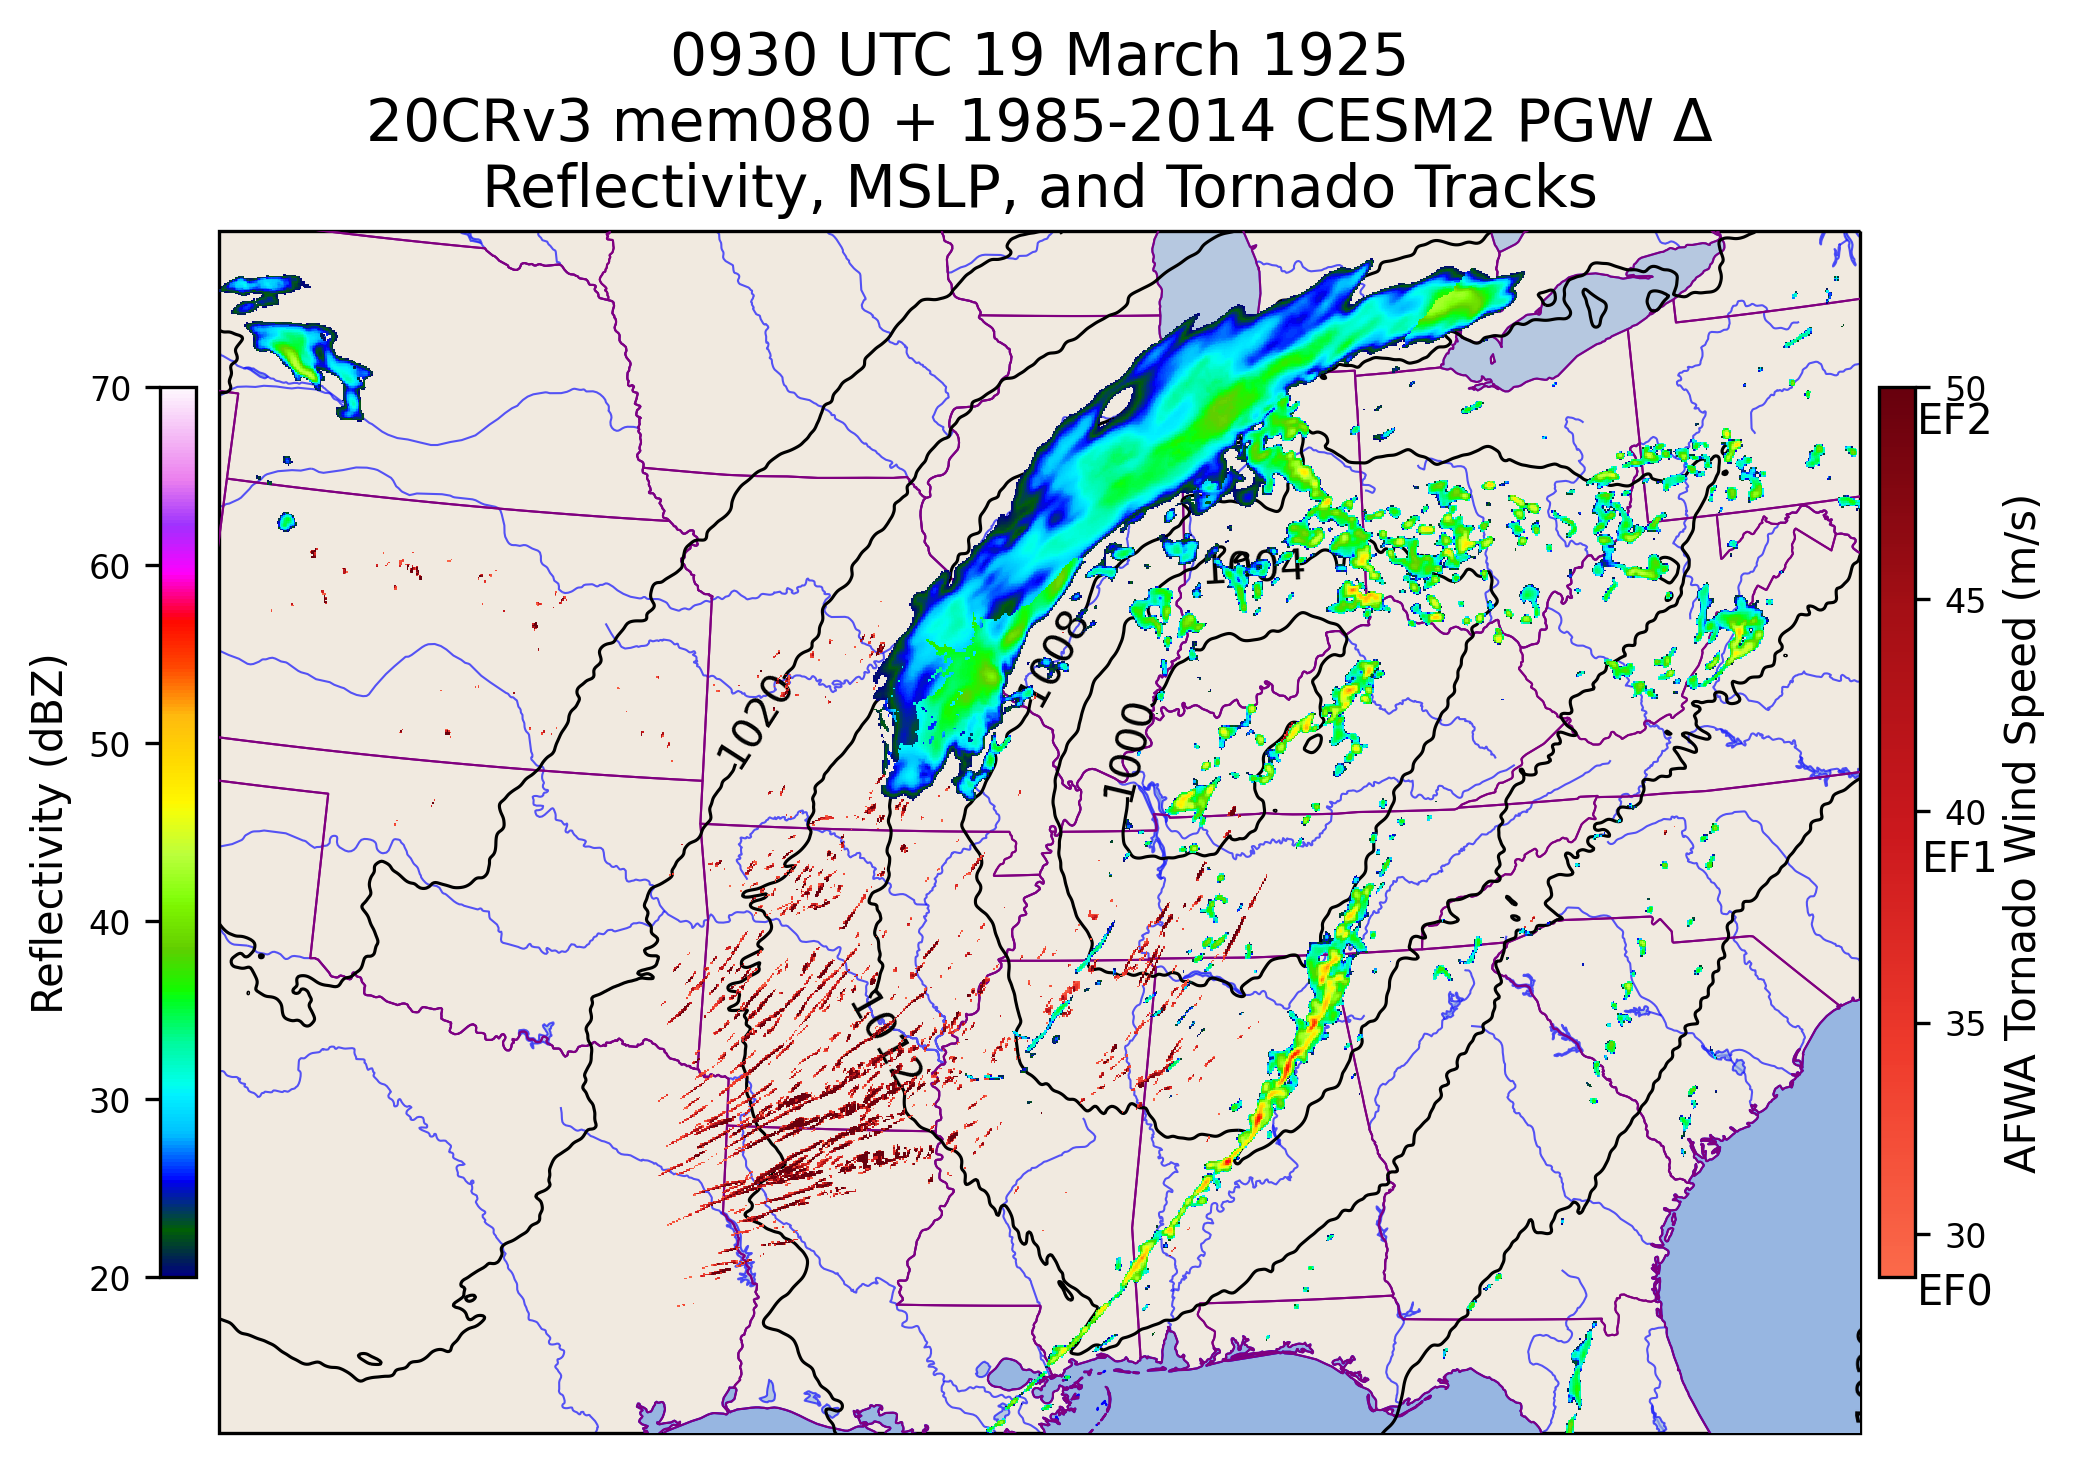 0930 UTC 19 March 1925
20CRv3 mem080 + 1985-2014 CESM2 PGW Δ
Reflectivity, MSLP, and Tornado Tracks
Reflectivity (dBZ)
70
60
50
40
30
20
1004
1008
1020
1000
1012
50
EF2
45
40
EF1
35
30
EF0
AFWA Tornado Wind Speed (m/s)